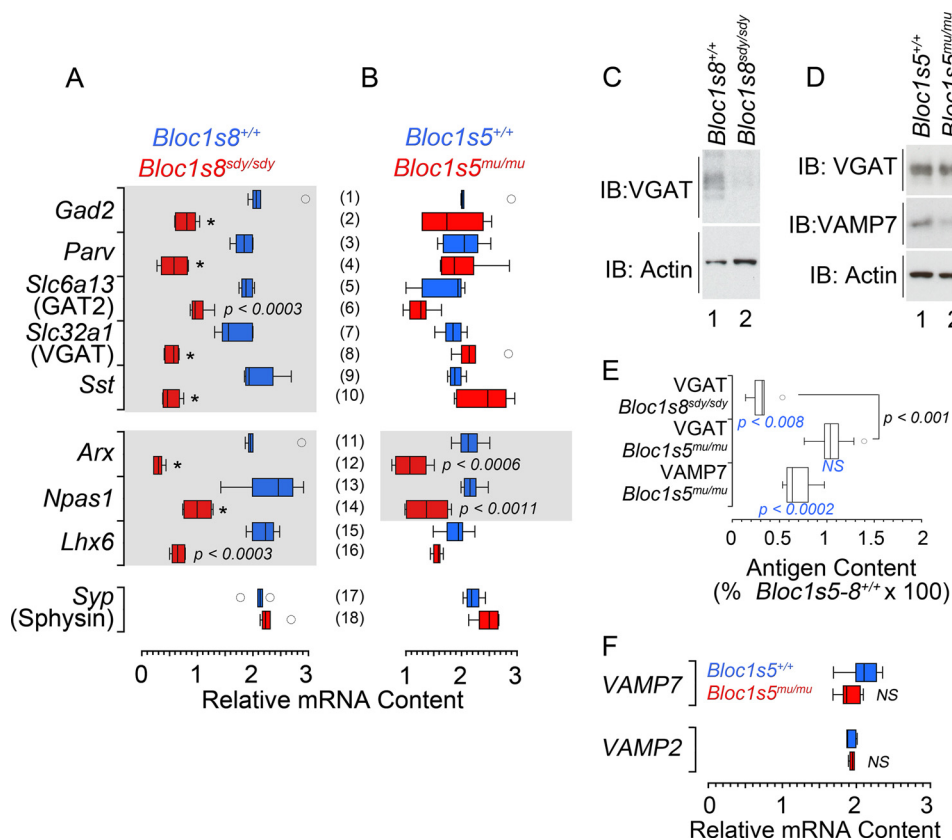 A
B
C
D
Bloc1s8+/+
Bloc1s8sdy/sdy
Bloc1s5+/+
Bloc1s5mu/mu
Gad2
Parv
Slc6a13
(GAT2)
Slc32a1
(VGAT)
Sst
Arx
Npas1
Lhx6
Syp
(Sphysin)
*
*
p < 0.0003
*
*
*
*
p < 0.0003
(1)
(2)
(3)
(4)
(5)
(6)
(7)
(8)
(9)
(10)
(11)
(12)
(13)
(14)
(15)
(16)
(17)
(18)
p < 0.0006
p < 0.0011
0 1 2 3
1 2 3
Relative mRNA Content
Bloc1s8+/+
Bloc1s8sdy/sdy
IB:VGAT
IB: Actin
1 2
Bloc1s5+/+
Bloc1s5mu/mu
IB: VGAT
IB:VAMP7
IB: Actin
1 2
E
VGAT
Bloc1s8sdy/sdy
p < 0.008
p < 0.001
VGAT
Bloc1s5mu/mu
NS
VAMP7
Bloc1s5mu/mu
p < 0.0002
0 0.5 1 1.5 2
Antigen Content
(% Bloc1s5-8+/+ x 100)
F
VAMP7
Bloc1s5+/+
Bloc1s5mu/mu
NS
VAMP2
NS
0 1 2 3
Relative mRNA Content